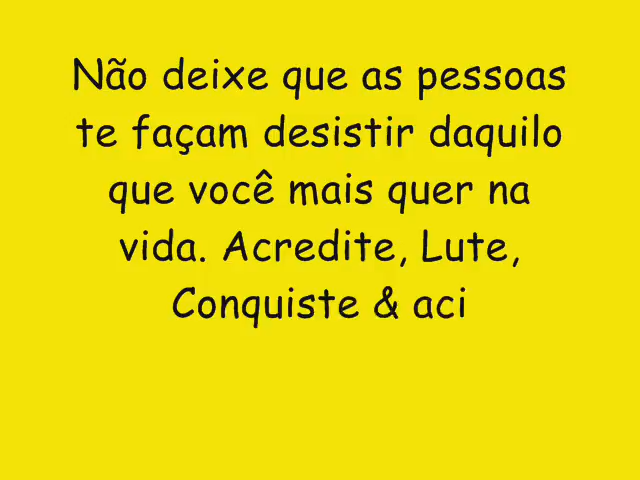 Não deixe que as pessoas
te façam desistir daquilo
que você mais quer na
vida. Acredite, Lute,
Conquiste & aci